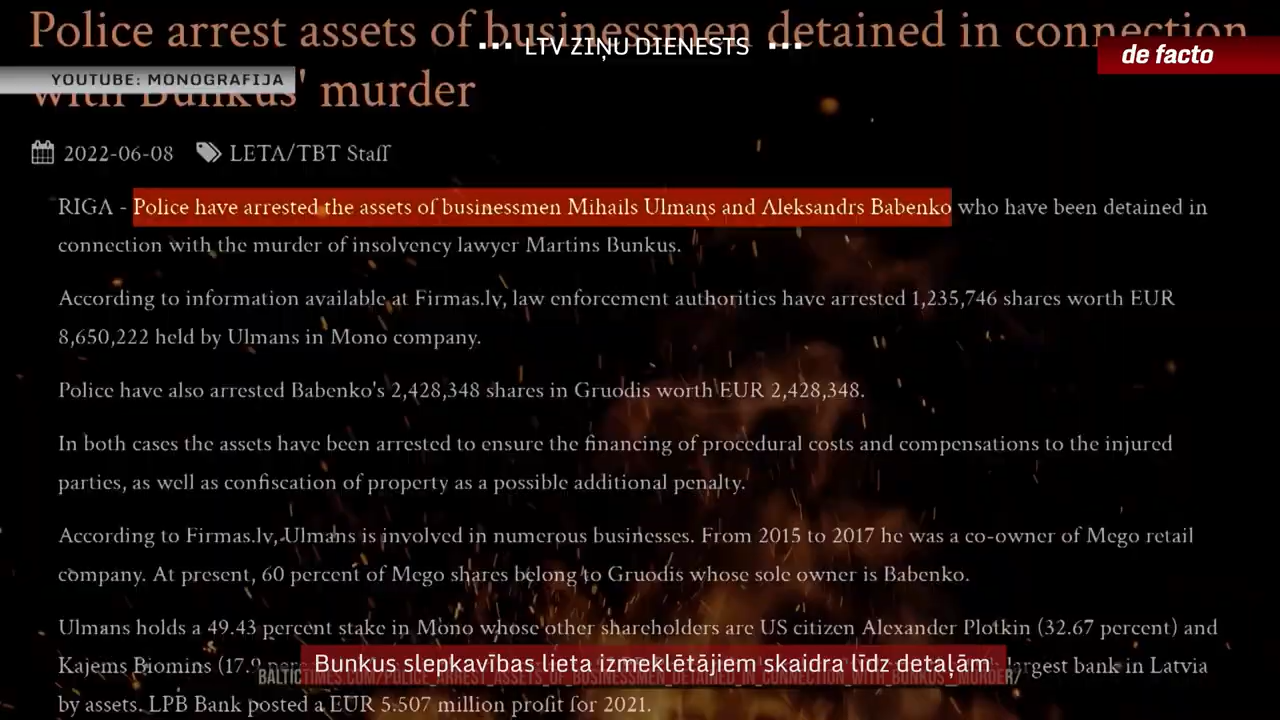 Police arrest assets of businessmen detained in connection
••• LTV ZIŅU DIENESTS •••
de facto
YOUTUBE: MONOGRAFIJA
with Bunkus' murder
2022-06-08 LETA/TBT Staff
RIGA - Police have arrested the assets of businessmen Mihails Ulmans and Aleksandrs Babenko who have been detained in
connection with the murder of insolvency lawyer Martins Bunkus.
According to information available at Firmas.lv, law enforcement authorities have arrested 1,235,746 shares worth EUR
8,650,222 held by Ulmans in Mono company.
Police have also arrested Babenko's 2,428,348 shares in Gruodis worth EUR 2,428,348.
In both cases the assets have been arrested to ensure the financing of procedural costs and compensations to the injured
parties, as well as confiscation of property as a possible additional penalty.
According to Firmas.lv, Ulmans is involved in numerous businesses. From 2015 to 2017 he was a co-owner of Mego retail
company. At present, 60 percent of Mego shares belong to Gruodis whose sole owner is Babenko.
Ulmans holds a 49.43 percent stake in Mono whose other shareholders are US citizen Alexander Plotkin (32.67 percent) and
Kajems Biomins (17.9 largest bank in Latvia
Bunkus slepkavības lieta izmeklētājiem skaidra līdz detaļām
BALTICTIMES.COM/POLICE_ARREST_ASSETS_OF_BUSINESSMEN_DETAINED_IN_CONNECTION_WITH_BUNKUS__MURDER/
by assets. LPB Bank posted a EUR 5.507 million profit for 2021.